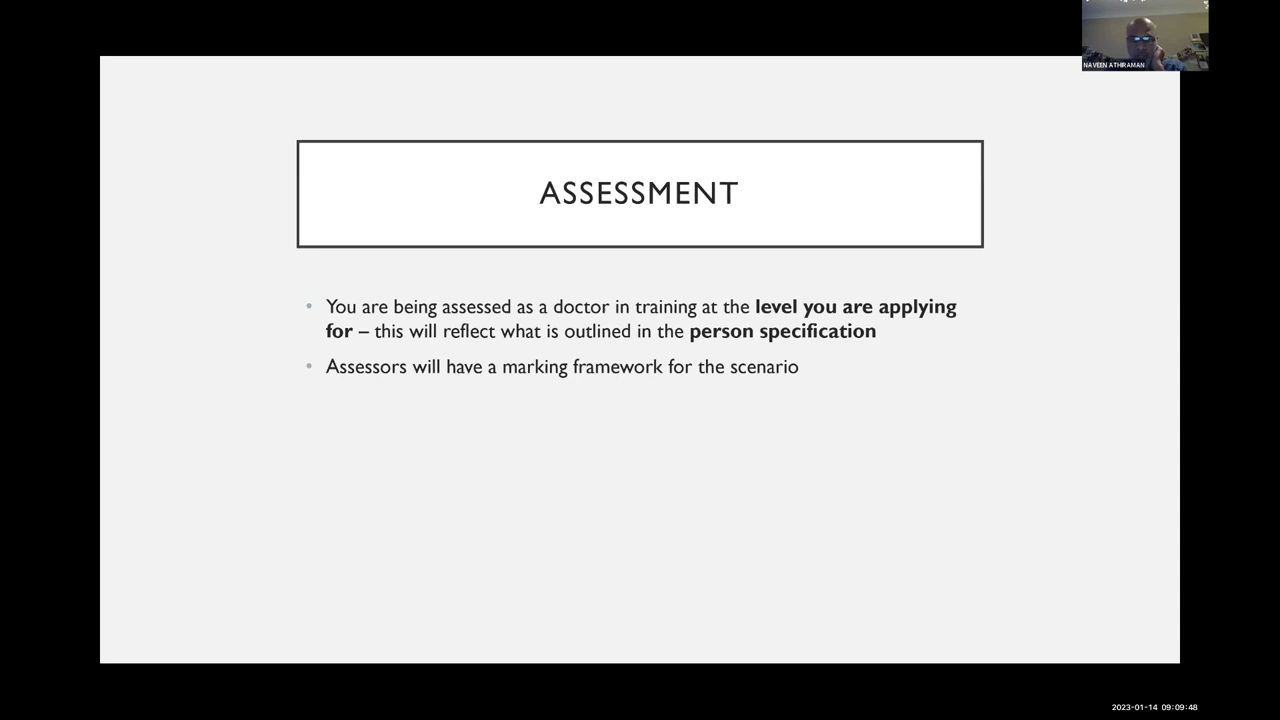 NAVEEN ATHIRAMAN
ASSESSMENT
• You are being assessed as a doctor in training at the level you are applying
for – this will reflect what is outlined in the person specification
• Assessors will have a marking framework for the scenario
2023-01-14 09:09:48